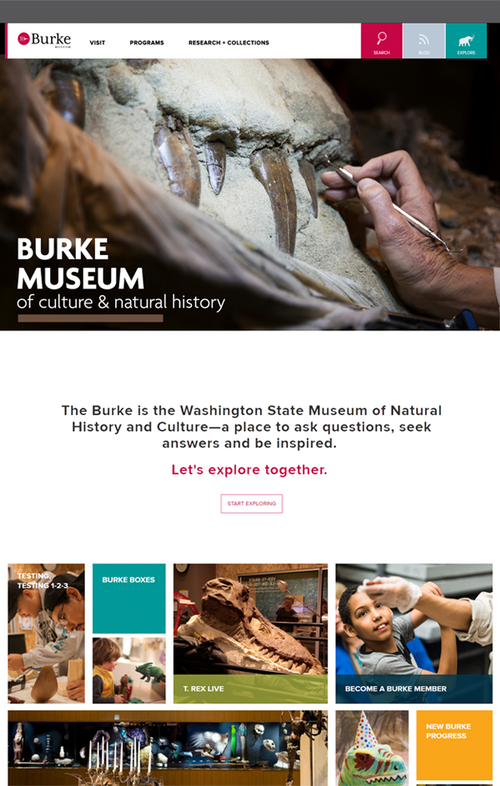 Burke
MUSEUM
VISIT
PROGRAMS
RESEARCH + COLLECTIONS
SEARCH
BLOG
EXPLORE
BURKE
MUSEUM
of culture & natural history
The Burke is the Washington State Museum of Natural
History and Culture—a place to ask questions, seek
answers and be inspired.
Let's explore together.
START EXPLORING
TESTING,
TESTING 1-2-3
BURKE BOXES
T. REX LIVE
BECOME A BURKE MEMBER
NEW BURKE
PROGRESS